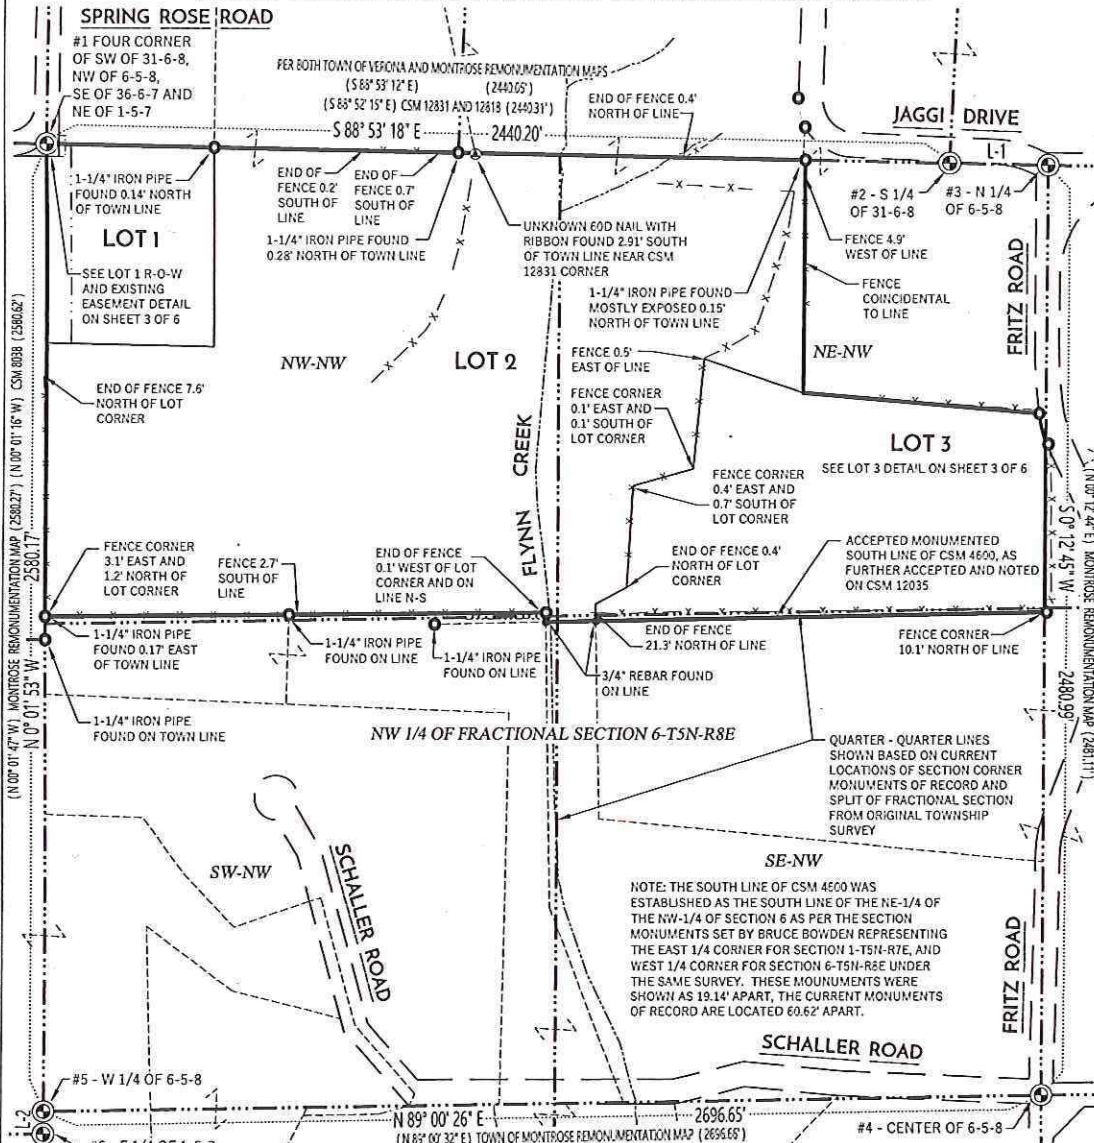 SPRING ROSE ROAD
#1 FOUR CORNER
OF SW OF 31-6-8,
NW OF 6-5-8,
SE OF 36-6-7 AND
NE OF 1-5-7
PER BOTH TOWN OF VERONA AND MONTROSE REMONUMENTATION MAPS
(S 88° 53' 12" E) (2440.05')
(S 88° 52' 15" E) CSM 12831 AND 12818 (2440.31')
S 88° 53' 18" E 2440.20'
END OF FENCE 0.4'
NORTH OF LINE
JAGGI DRIVE
L-1
1-1/4" IRON PIPE
FOUND 0.14' NORTH
OF TOWN LINE
END OF
FENCE 0.2'
SOUTH OF
LINE
END OF
FENCE 0.7'
SOUTH OF
LINE
1-1/4" IRON PIPE FOUND
0.28' NORTH OF TOWN LINE
UNKNOWN 60D NAIL WITH
RIBBON FOUND 2.91' SOUTH
OF TOWN LINE NEAR CSM
12831 CORNER
#2 - S 1/4
OF 31-6-8
#3 - N 1/4
OF 6-5-8
LOT 1
SEE LOT 1 R-O-W
AND EXISTING
EASEMENT DETAIL
ON SHEET 3 OF 6
1-1/4" IRON PIPE FOUND
MOSTLY EXPOSED 0.15'
NORTH OF TOWN LINE
FENCE 4.9'
WEST OF LINE
FENCE
COINCIDENTAL
TO LINE
FRITZ ROAD
NW-NW
LOT 2
FENCE 0.5'
EAST OF LINE
NE-NW
END OF FENCE 7.6'
NORTH OF LOT
CORNER
FENCE CORNER
0.1' EAST AND
0.1' SOUTH OF
LOT CORNER
FLYNN CREEK
LOT 3
SEE LOT 3 DETAIL ON SHEET 3 OF 6
FENCE CORNER
0.4' EAST AND
0.7' SOUTH OF
LOT CORNER
(N 00° 01' 47" W) MONTROSE REMONUMENTATION MAP (2580.27') (N 00° 01' 16" W) CSM 8088 (2580.62')
N 0° 01' 53" W 2580.17'
FENCE CORNER
3.1' EAST AND
1.2' NORTH OF
LOT CORNER
FENCE 2.7'
SOUTH OF
LINE
END OF FENCE
0.1' WEST OF LOT
CORNER AND ON
LINE N-S
END OF FENCE 0.4'
NORTH OF LOT
CORNER
ACCEPTED MONUMENTED
SOUTH LINE OF CSM 4600, AS
FURTHER ACCEPTED AND NOTED
ON CSM 12035
S 0° 12' 45" W 2480.99'
(N 00° 12' 44" E) MONTROSE REMONUMENTATION MAP (2481.11')
1-1/4" IRON PIPE
FOUND 0.17' EAST
OF TOWN LINE
1-1/4" IRON PIPE
FOUND ON LINE
1-1/4" IRON PIPE
FOUND ON LINE
END OF FENCE
21.3' NORTH OF LINE
FENCE CORNER
10.1' NORTH OF LINE
3/4" REBAR FOUND
ON LINE
1-1/4" IRON PIPE
FOUND ON TOWN LINE
NW 1/4 OF FRACTIONAL SECTION 6-T5N-R8E
QUARTER - QUARTER LINES
SHOWN BASED ON CURRENT
LOCATIONS OF SECTION CORNER
MONUMENTS OF RECORD AND
SPLIT OF FRACTIONAL SECTION
FROM ORIGINAL TOWNSHIP
SURVEY
SW-NW
SCHALLER ROAD
SE-NW
NOTE: THE SOUTH LINE OF CSM 4600 WAS
ESTABLISHED AS THE SOUTH LINE OF THE NE-1/4 OF
THE NW-1/4 OF SECTION 6 AS PER THE SECTION
MONUMENTS SET BY BRUCE BOWDEN REPRESENTING
THE EAST 1/4 CORNER FOR SECTION 1-T5N-R7E, AND
WEST 1/4 CORNER FOR SECTION 6-T5N-R8E UNDER
THE SAME SURVEY. THESE MOUNUMENTS WERE
SHOWN AS 19.14' APART, THE CURRENT MONUMENTS
OF RECORD ARE LOCATED 60.62' APART.
FRITZ ROAD
SCHALLER ROAD
#5 - W 1/4 OF 6-5-8
L-2
N 89° 00' 26" E 2696.65'
(N 89° 00' 32" E) TOWN OF MONTROSE REMONUMENTATION MAP (2696.66')
#4 - CENTER OF 6-5-8